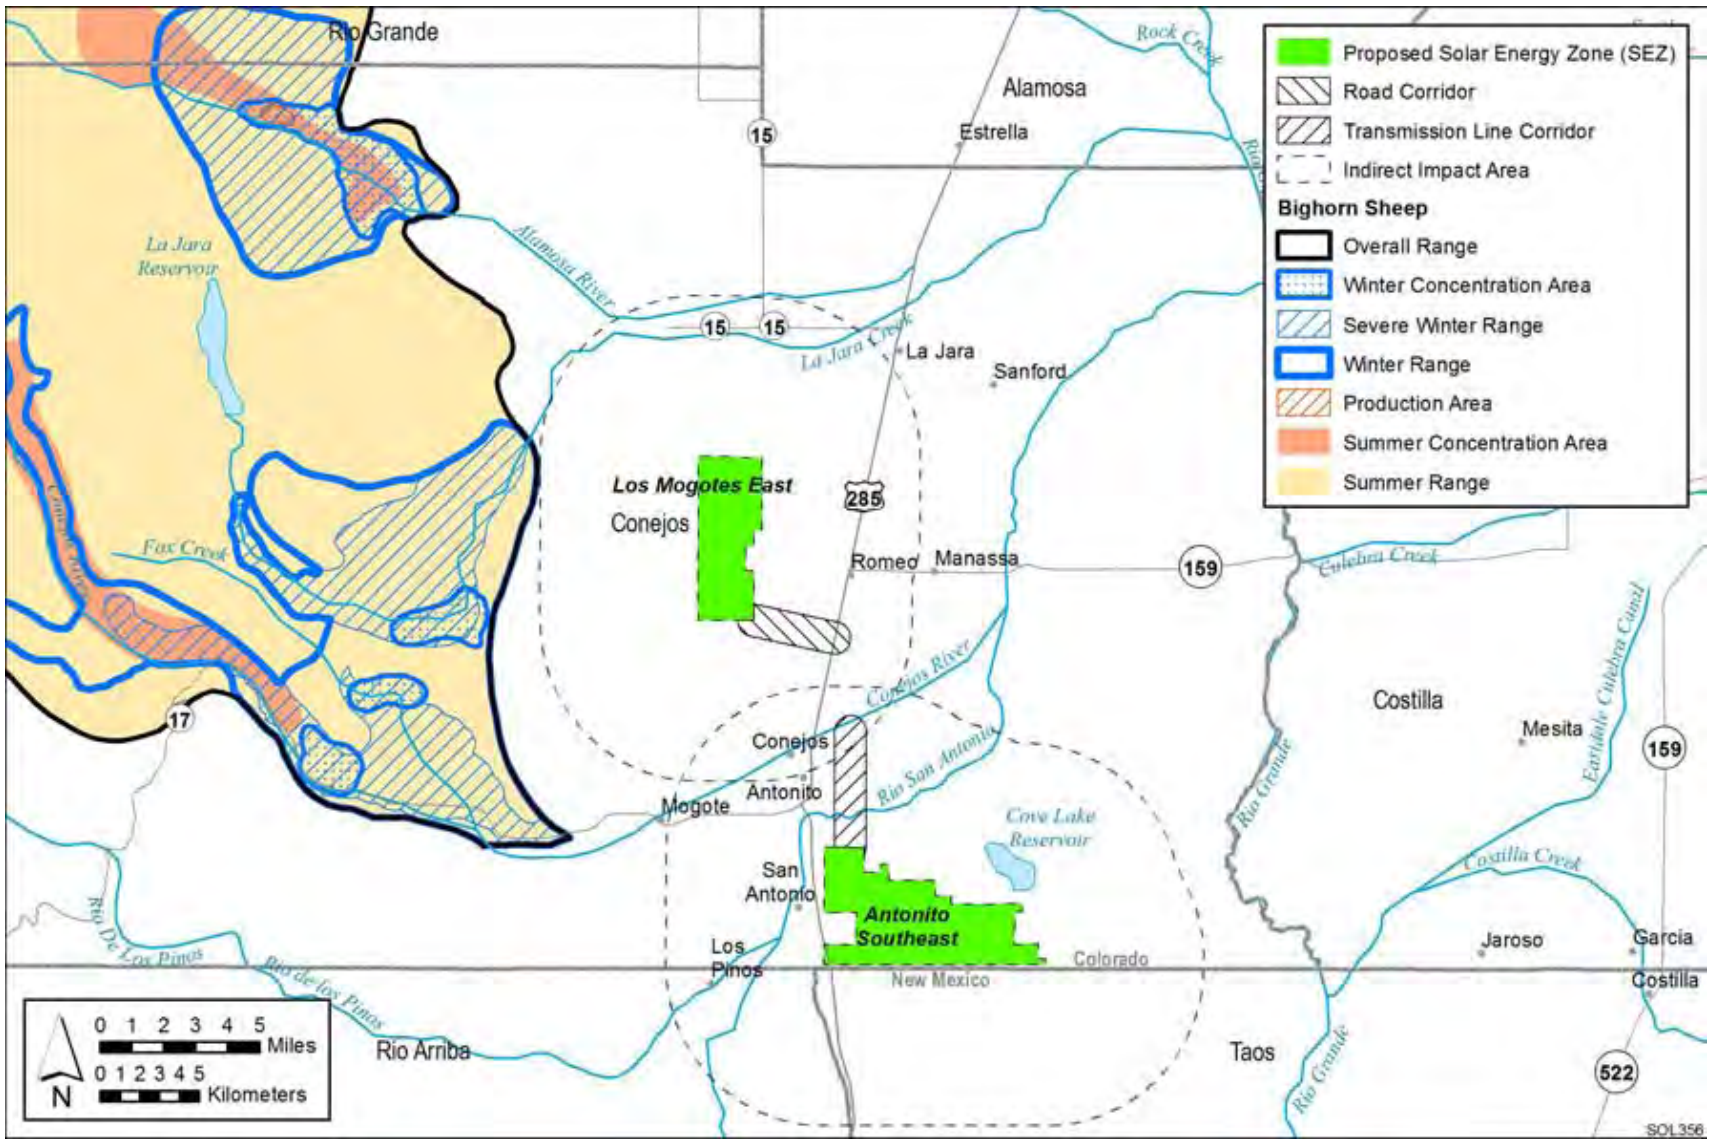 Rio Grande
Rock Creek
Alamosa
15
Estrella
La Jara
Reservoir
Alamosa River
15
15
La Jara Creek
La Jara
Sanford
Los Mogotes East
Conejos
285
Fox Creek
Romeo
Manassa
159
Culebra Creek
Eastdale Culebra Canal
Conejos River
17
Costilla
Mesita
159
Conejos
Rio San Antonio
Rio Grande
Antonito
Mogote
Cove Lake
Reservoir
Costilla Creek
San
Antonio
Antonito
Southeast
Rio De Los Pinos
Los
Pinos
Colorado
New Mexico
Jaroso
Garcia
Costilla
Rio de los Pinos
Rio Arriba
Taos
Rio Grande
522
Proposed Solar Energy Zone (SEZ)
Road Corridor
Transmission Line Corridor
Indirect Impact Area
Bighorn Sheep
Overall Range
Winter Concentration Area
Severe Winter Range
Winter Range
Production Area
Summer Concentration Area
Summer Range
0 1 2 3 4 5
Miles
0 1 2 3 4 5
Kilometers
N
SOL356